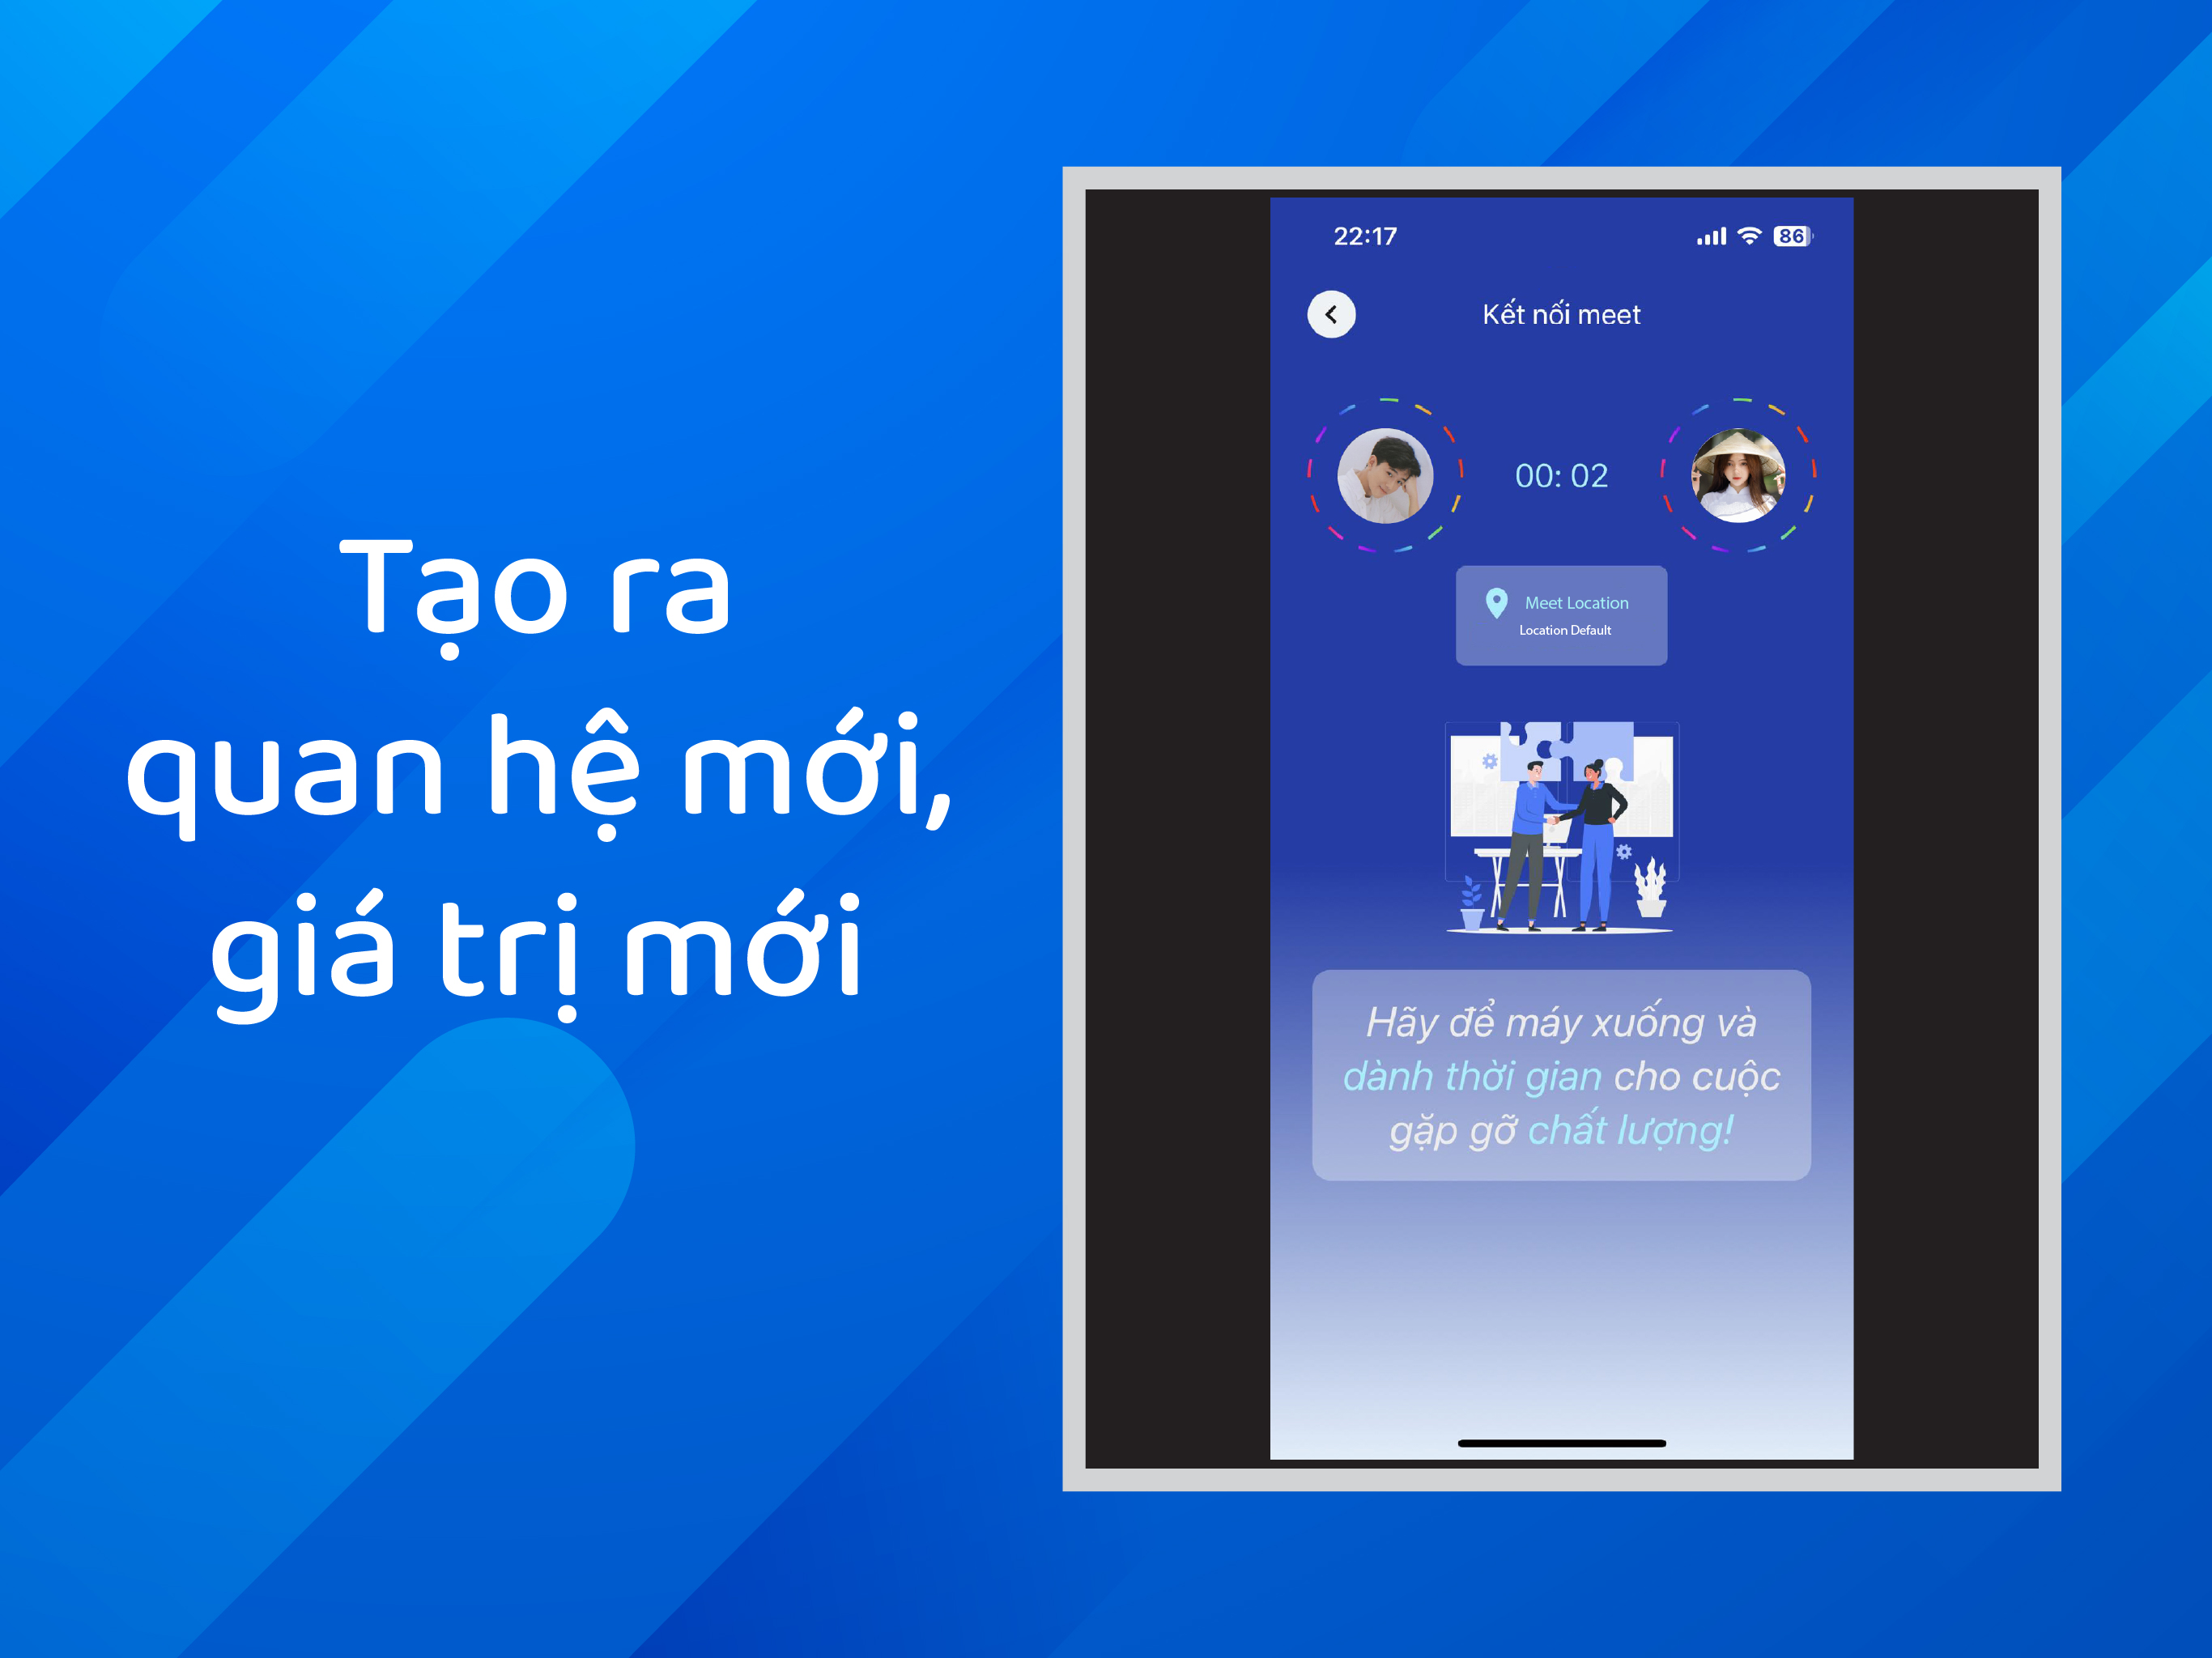 Tạo ra
quan hệ mới,
giá trị mới
22:17
86
Kết nối meet
00: 02
Meet Location
Location Default
Hãy để máy xuống và
dành thời gian cho cuộc
gặp gỡ chất lượng!